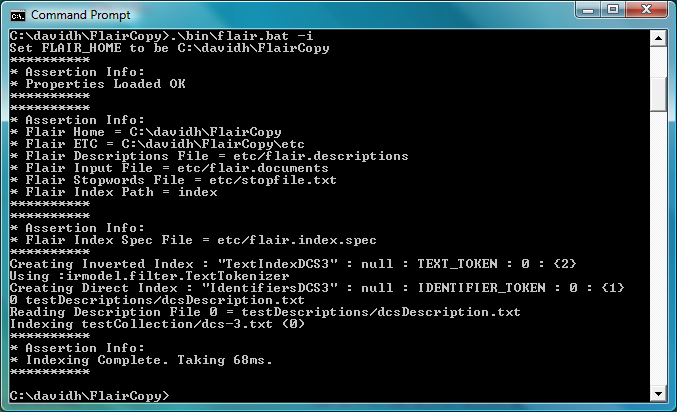 Command Prompt
C:\davidh\FlairCopy>.\bin\flair.bat -i
Set FLAIR_HOME to be C:\davidh\FlairCopy
**********
* Assertion Info:
* Properties Loaded OK
**********
**********
* Assertion Info:
* Flair Home = C:\davidh\FlairCopy
* Flair ETC = C:\davidh\FlairCopy\etc
* Flair Descriptions File = etc/flair.descriptions
* Flair Input File = etc/flair.documents
* Flair Stopwords File = etc/stopfile.txt
* Flair Index Path = index
**********
**********
* Assertion Info:
* Flair Index Spec File = etc/flair.index.spec
**********
Creating Inverted Index : "TextIndexDCS3" : null : TEXT_TOKEN : 0 : {2}
Using :irmodel.filter.TextTokenizer
Creating Direct Index : "IdentifiersDCS3" : null : IDENTIFIER_TOKEN : 0 : {1}
0 testDescriptions/dcsDescription.txt
Reading Description File 0 = testDescriptions/dcsDescription.txt
Indexing testCollection/dcs-3.txt (0)
**********
* Assertion Info:
* Indexing Complete. Taking 68ms.
**********
C:\davidh\FlairCopy>